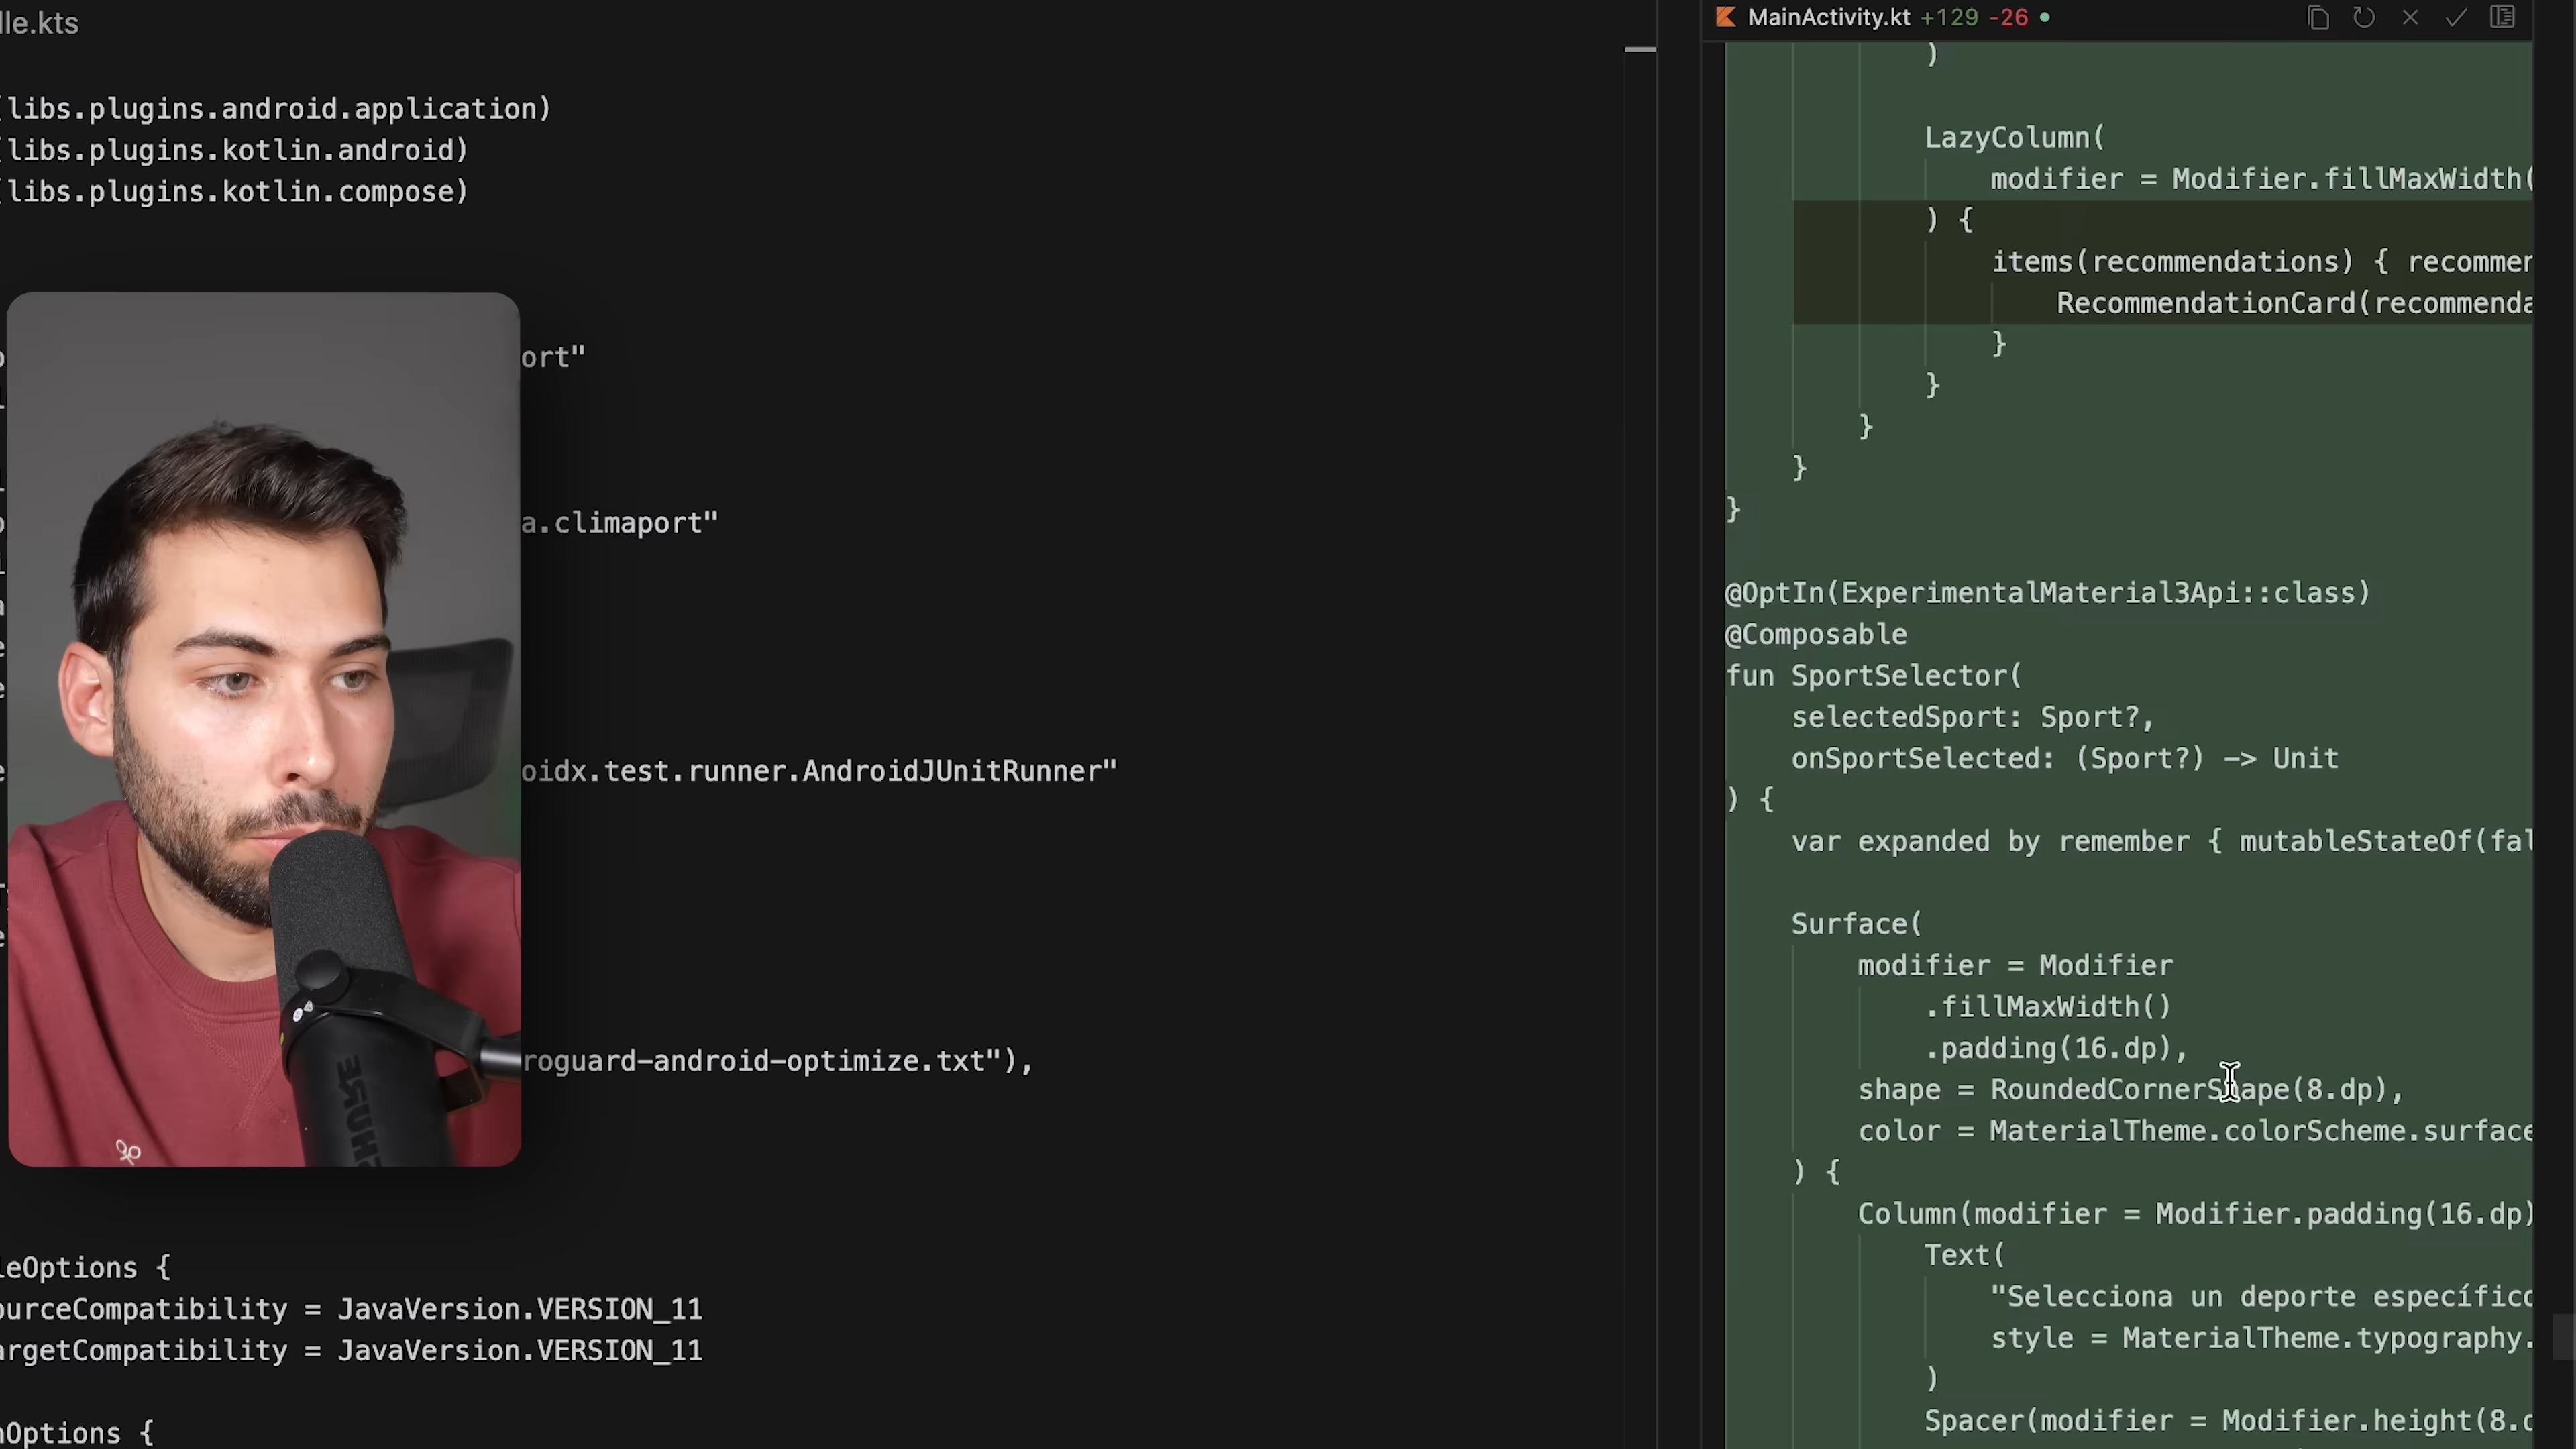 lle.kts
(libs.plugins.android.application)
(libs.plugins.kotlin.android)
(libs.plugins.kotlin.compose)
ort"
a.climaport"
oidx.test.runner.AndroidJUnitRunner"
roguard-android-optimize.txt"),
leOptions {
ourceCompatibility = JavaVersion.VERSION_11
argetCompatibility = JavaVersion.VERSION_11
nOptions {
MainActivity.kt +129 -26
)
LazyColumn(
modifier = Modifier.fillMaxWidth(
) {
items(recommendations) { recommen
RecommendationCard(recommenda
}
}
}
}
}
@OptIn(ExperimentalMaterial3Api::class)
@Composable
fun SportSelector(
selectedSport: Sport?,
onSportSelected: (Sport?) -> Unit
) {
var expanded by remember { mutableStateOf(fal
Surface(
modifier = Modifier
.fillMaxWidth()
.padding(16.dp),
shape = RoundedCornerShape(8.dp),
color = MaterialTheme.colorScheme.surface
) {
Column(modifier = Modifier.padding(16.dp)
Text(
"Selecciona un deporte específico
style = MaterialTheme.typography.
)
Spacer(modifier = Modifier.height(8.d